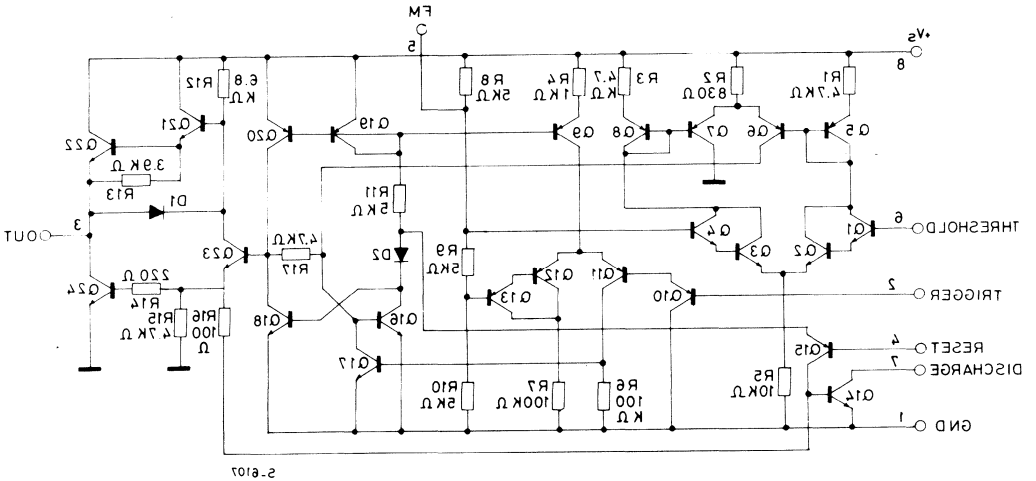 FM
5
+Vs
8
R12
6.8
KΩ
R8
5KΩ
R4
1KΩ
4.7
KΩ
R3
R2
830Ω
R1
4.7KΩ
Q22
Q21
Q20
Q19
Q9
Q8
Q7
Q6
Q5
3.9KΩ
R13
R11
5KΩ
D1
OUT
3
Q23
4.7KΩ
R17
D2
R9
5KΩ
Q4
Q3
Q2
Q1
6
THRESHOLD
Q24
220Ω
R14
R15
4.7KΩ
R16
100
Ω
Q18
Q16
Q13
Q12
Q11
Q10
2
TRIGGER
Q17
Q15
4
RESET
7
DISCHARGE
R10
5KΩ
R7
100KΩ
R6
100
KΩ
R5
10KΩ
Q14
1
GND
S-6107